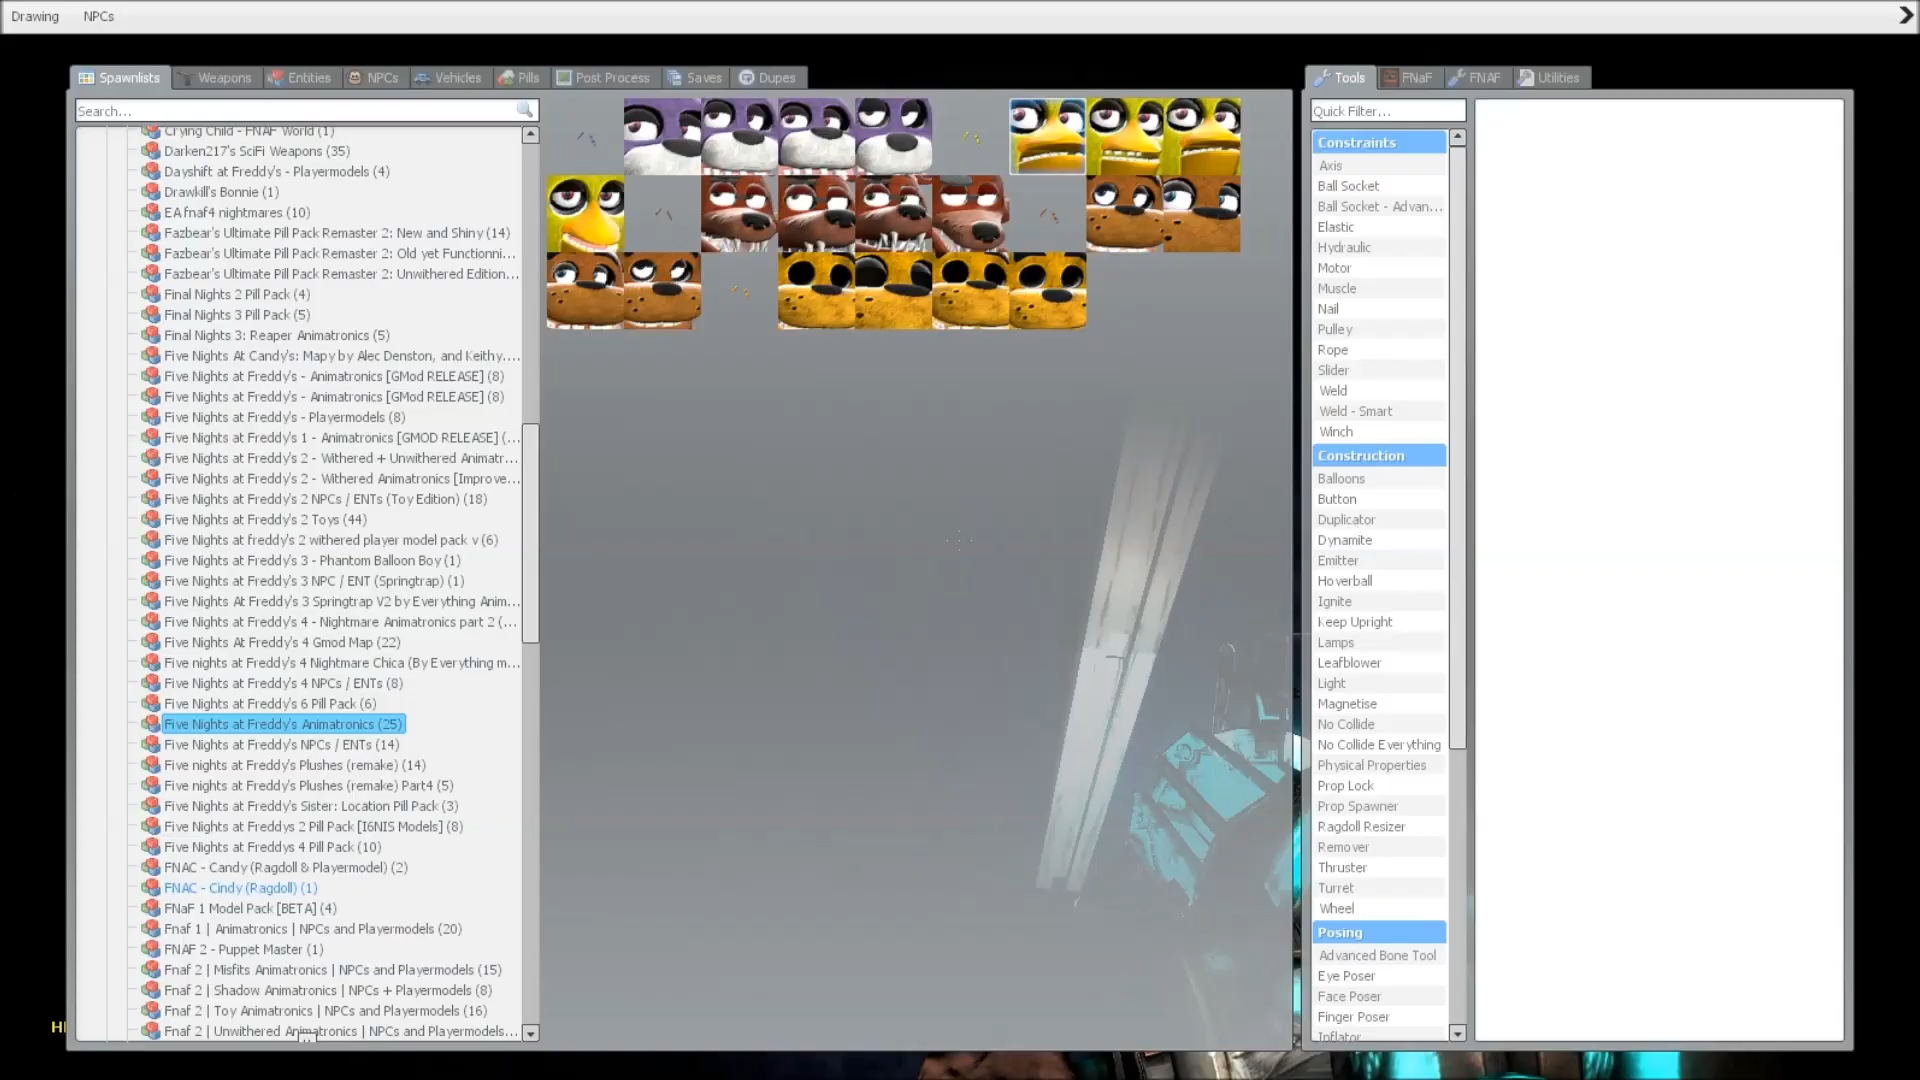 Drawing NPCs
Spawnlists Weapons Entities NPCs Vehicles Pills Post Process Saves Dupes
Search...
Crying Child - FNAF World (1)
Darken217's SciFi Weapons (35)
Dayshift at Freddy's - Playermodels (4)
Drawkill's Bonnie (1)
EA fnaf4 nightmares (10)
Fazbear's Ultimate Pill Pack Remaster 2: New and Shiny (14)
Fazbear's Ultimate Pill Pack Remaster 2: Old yet Functionni...
Fazbear's Ultimate Pill Pack Remaster 2: Unwithered Edition...
Final Nights 2 Pill Pack (4)
Final Nights 3 Pill Pack (5)
Final Nights 3: Reaper Animatronics (5)
Five Nights At Candy's: Mapy by Alec Denston, and Keithy....
Five Nights at Freddy's - Animatronics [GMod RELEASE] (8)
Five Nights at Freddy's - Animatronics [GMod RELEASE] (8)
Five Nights at Freddy's - Playermodels (8)
Five Nights at Freddy's 1 - Animatronics [GMOD RELEASE] (...
Five Nights at Freddy's 2 - Withered + Unwithered Animatr...
Five Nights at Freddy's 2 - Withered Animatronics [Improve...
Five Nights at Freddy's 2 NPCs / ENTs (Toy Edition) (18)
Five Nights at Freddy's 2 Toys (44)
Five Nights at freddy's 2 withered player model pack v (6)
Five Nights at Freddy's 3 - Phantom Balloon Boy (1)
Five Nights at Freddy's 3 NPC / ENT (Springtrap) (1)
Five Nights At Freddy's 3 Springtrap V2 by Everything Anim...
Five Nights at Freddy's 4 - Nightmare Animatronics part 2 (...
Five Nights At Freddy's 4 Gmod Map (22)
Five nights at Freddy's 4 Nightmare Chica (By Everything m...
Five Nights at Freddy's 4 NPCs / ENTs (8)
Five Nights at Freddy's 6 Pill Pack (6)
Five Nights at Freddy's Animatronics (25)
Five Nights at Freddy's NPCs / ENTs (14)
Five nights at Freddy's Plushes (remake) (14)
Five nights at Freddy's Plushes (remake) Part4 (5)
Five Nights at Freddy's Sister: Location Pill Pack (3)
Five Nights at Freddys 2 Pill Pack [I6NIS Models] (8)
Five Nights at Freddys 4 Pill Pack (10)
FNAC - Candy (Ragdoll & Playermodel) (2)
FNAC - Cindy (Ragdoll) (1)
FNaF 1 Model Pack [BETA] (4)
Fnaf 1 | Animatronics | NPCs and Playermodels (20)
FNAF 2 - Puppet Master (1)
Fnaf 2 | Misfits Animatronics | NPCs and Playermodels (15)
Fnaf 2 | Shadow Animatronics | NPCs + Playermodels (8)
Fnaf 2 | Toy Animatronics | NPCs and Playermodels (16)
Fnaf 2 | Unwithered Animatronics | NPCs and Playermodels...
Tools FNaF FNAF Utilities
Quick Filter...
Constraints
Axis
Ball Socket
Ball Socket - Advan...
Elastic
Hydraulic
Motor
Muscle
Nail
Pulley
Rope
Slider
Weld
Weld - Smart
Winch
Construction
Balloons
Button
Duplicator
Dynamite
Emitter
Hoverball
Ignite
Keep Upright
Lamps
Leafblower
Light
Magnetise
No Collide
No Collide Everything
Physical Properties
Prop Lock
Prop Spawner
Ragdoll Resizer
Remover
Thruster
Turret
Wheel
Posing
Advanced Bone Tool
Eye Poser
Face Poser
Finger Poser
Inflator